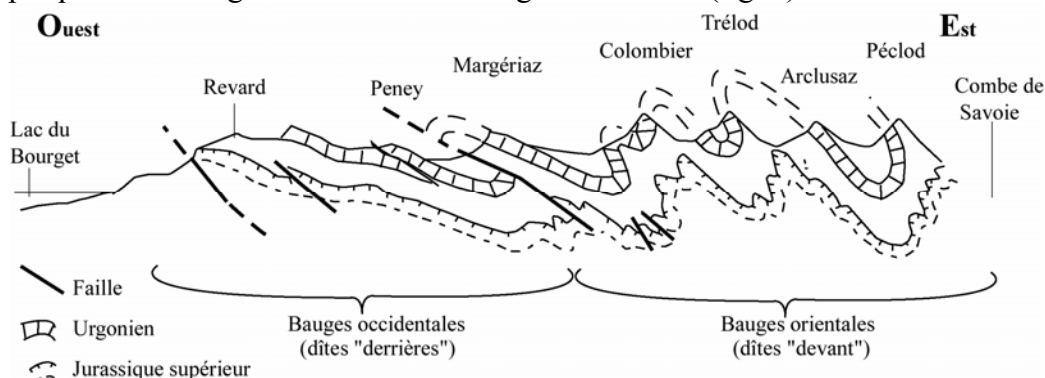 Ouest
Est
Trélod
Colombier
Péclod
Margériaz
Arclusaz
Revard
Peney
Combe de
Savoie
Lac du
Bourget
Faille
Urgonien
Jurassique supérieur
Bauges occidentales
(dîtes "derrières")
Bauges orientales
(dîtes "devant")